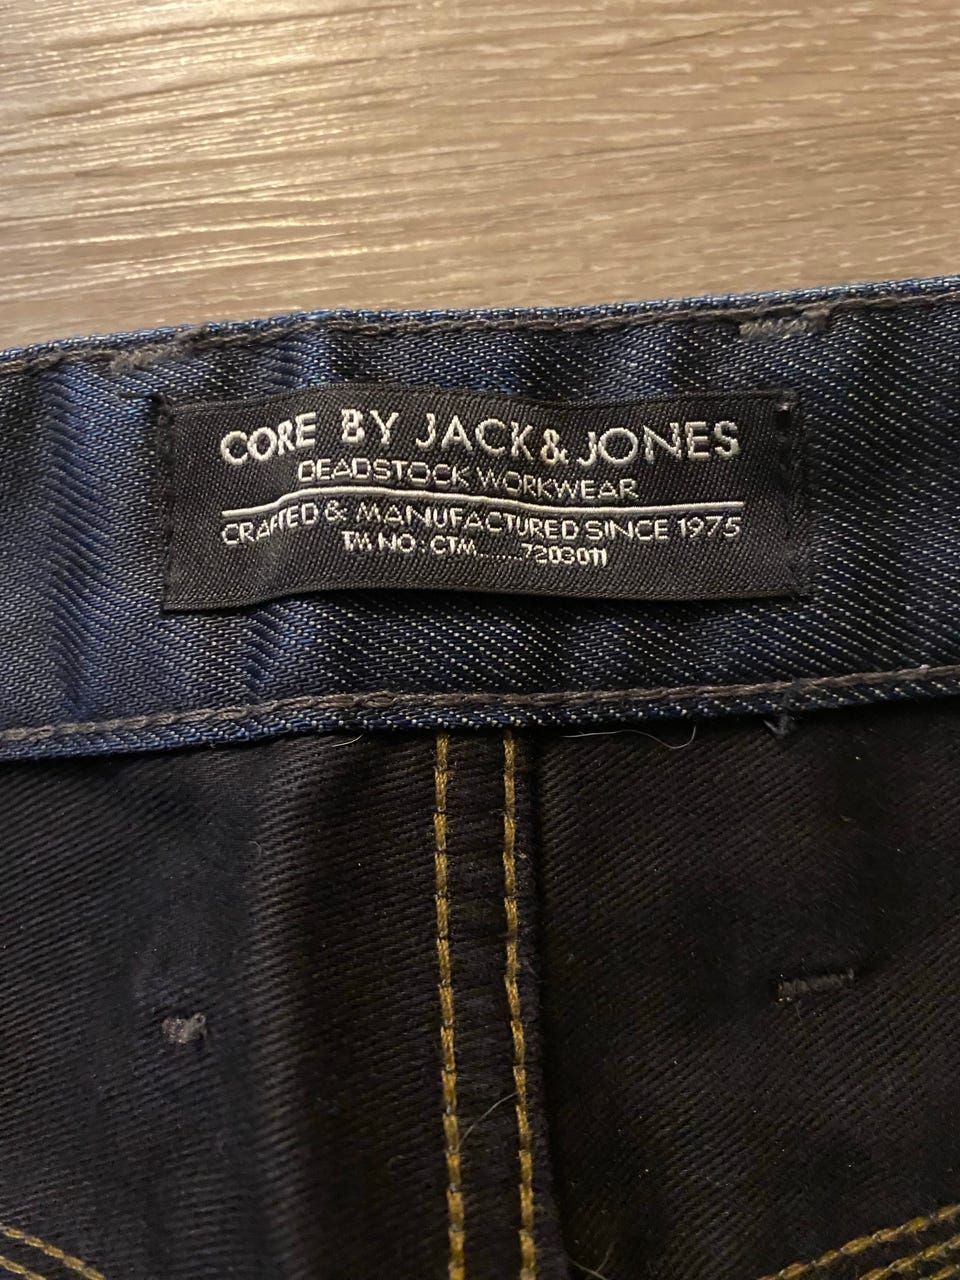 CORE BY JACK & JONES
DEADSTOCK WORKWEAR
CRAFTED & MANUFACTURED SINCE 1975
TM NO: CTM.......7203011